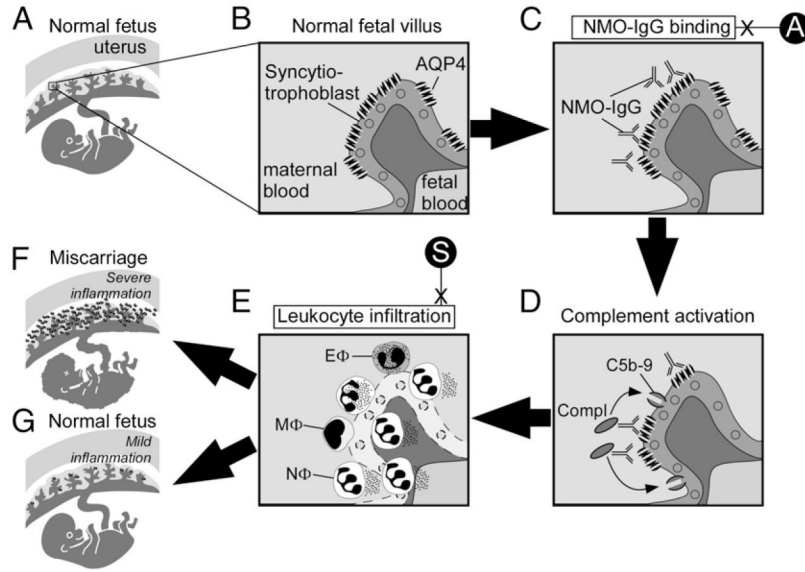 A
Normal fetus
uterus
B
Normal fetal villus
Syncytio-
trophoblast
AQP4
maternal
blood
fetal
blood
C
NMO-IgG binding
X
A
NMO-IgG
D
Complement activation
C5b-9
Compl
S
X
E
Leukocyte infiltration
EΦ
MΦ
NΦ
F
Miscarriage
Severe
inflammation
G
Normal fetus
Mild
inflammation